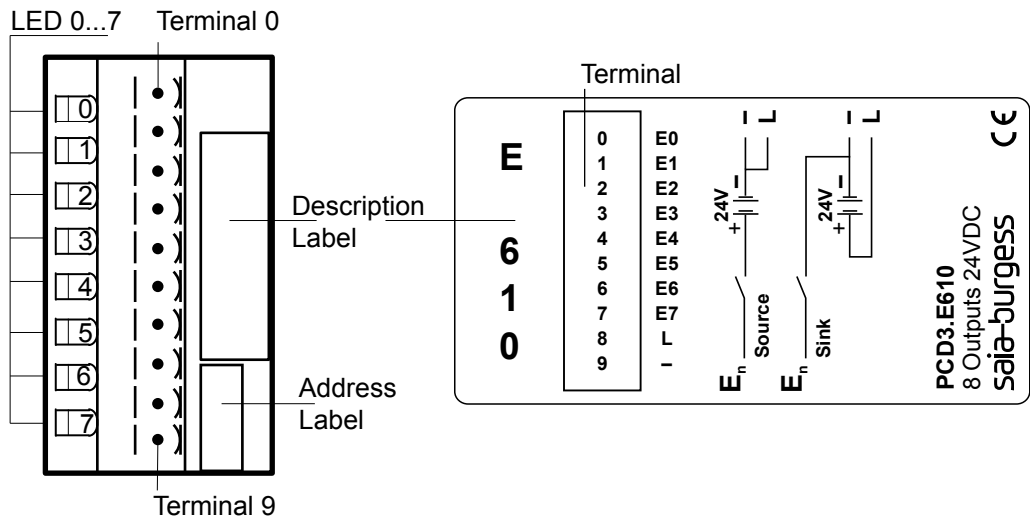 LED 0...7
Terminal 0
0
1
2
3
4
5
6
7
Description
Label
Address
Label
Terminal 9
Terminal
E
6
1
0
0 E0
1 E1
2 E2
3 E3
4 E4
5 E5
6 E6
7 E7
8 L
9 –
– L
24V
+ –
Source
En
– L
24V
+ –
Sink
En
PCD3.E610
8 Outputs 24VDC
saia-burgess
CE